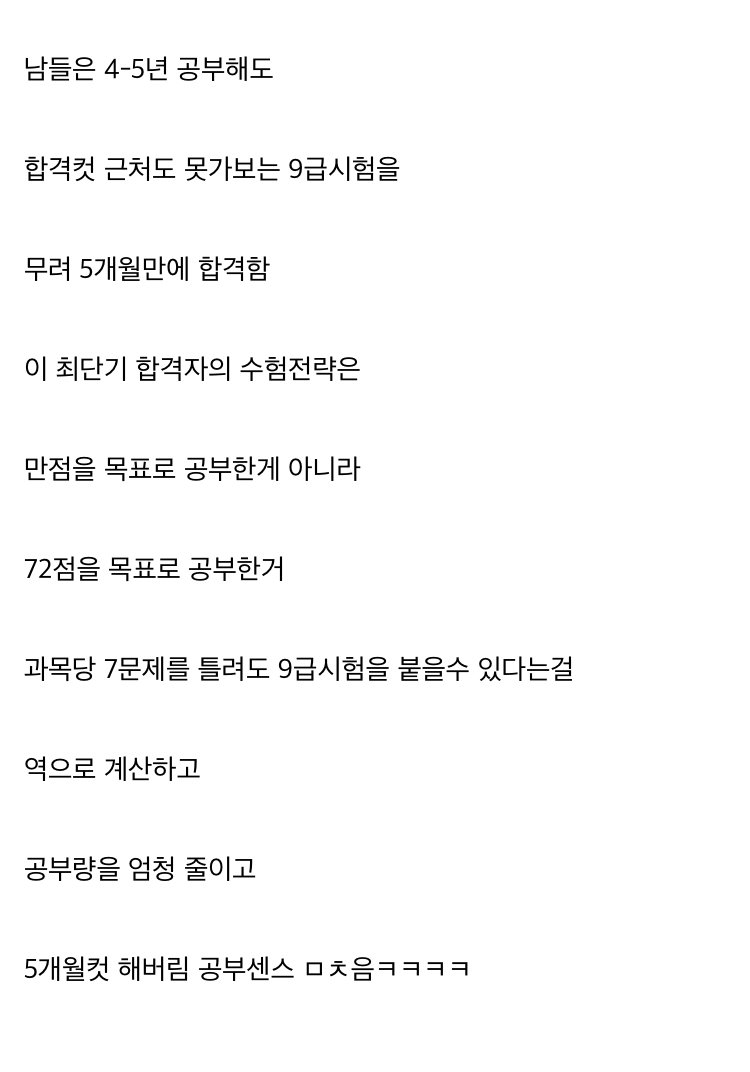 남들은 4-5년 공부해도
합격컷 근처도 못가보는 9급시험을
무려 5개월만에 합격함
이 최단기 합격자의 수험전략은
만점을 목표로 공부한게 아니라
72점을 목표로 공부한거
과목당 7문제를 틀려도 9급시험을 붙을수 있다는걸
역으로 계산하고
공부량을 엄청 줄이고
5개월컷 해버림 공부센스 ㅁㅊ음ㅋㅋㅋㅋ